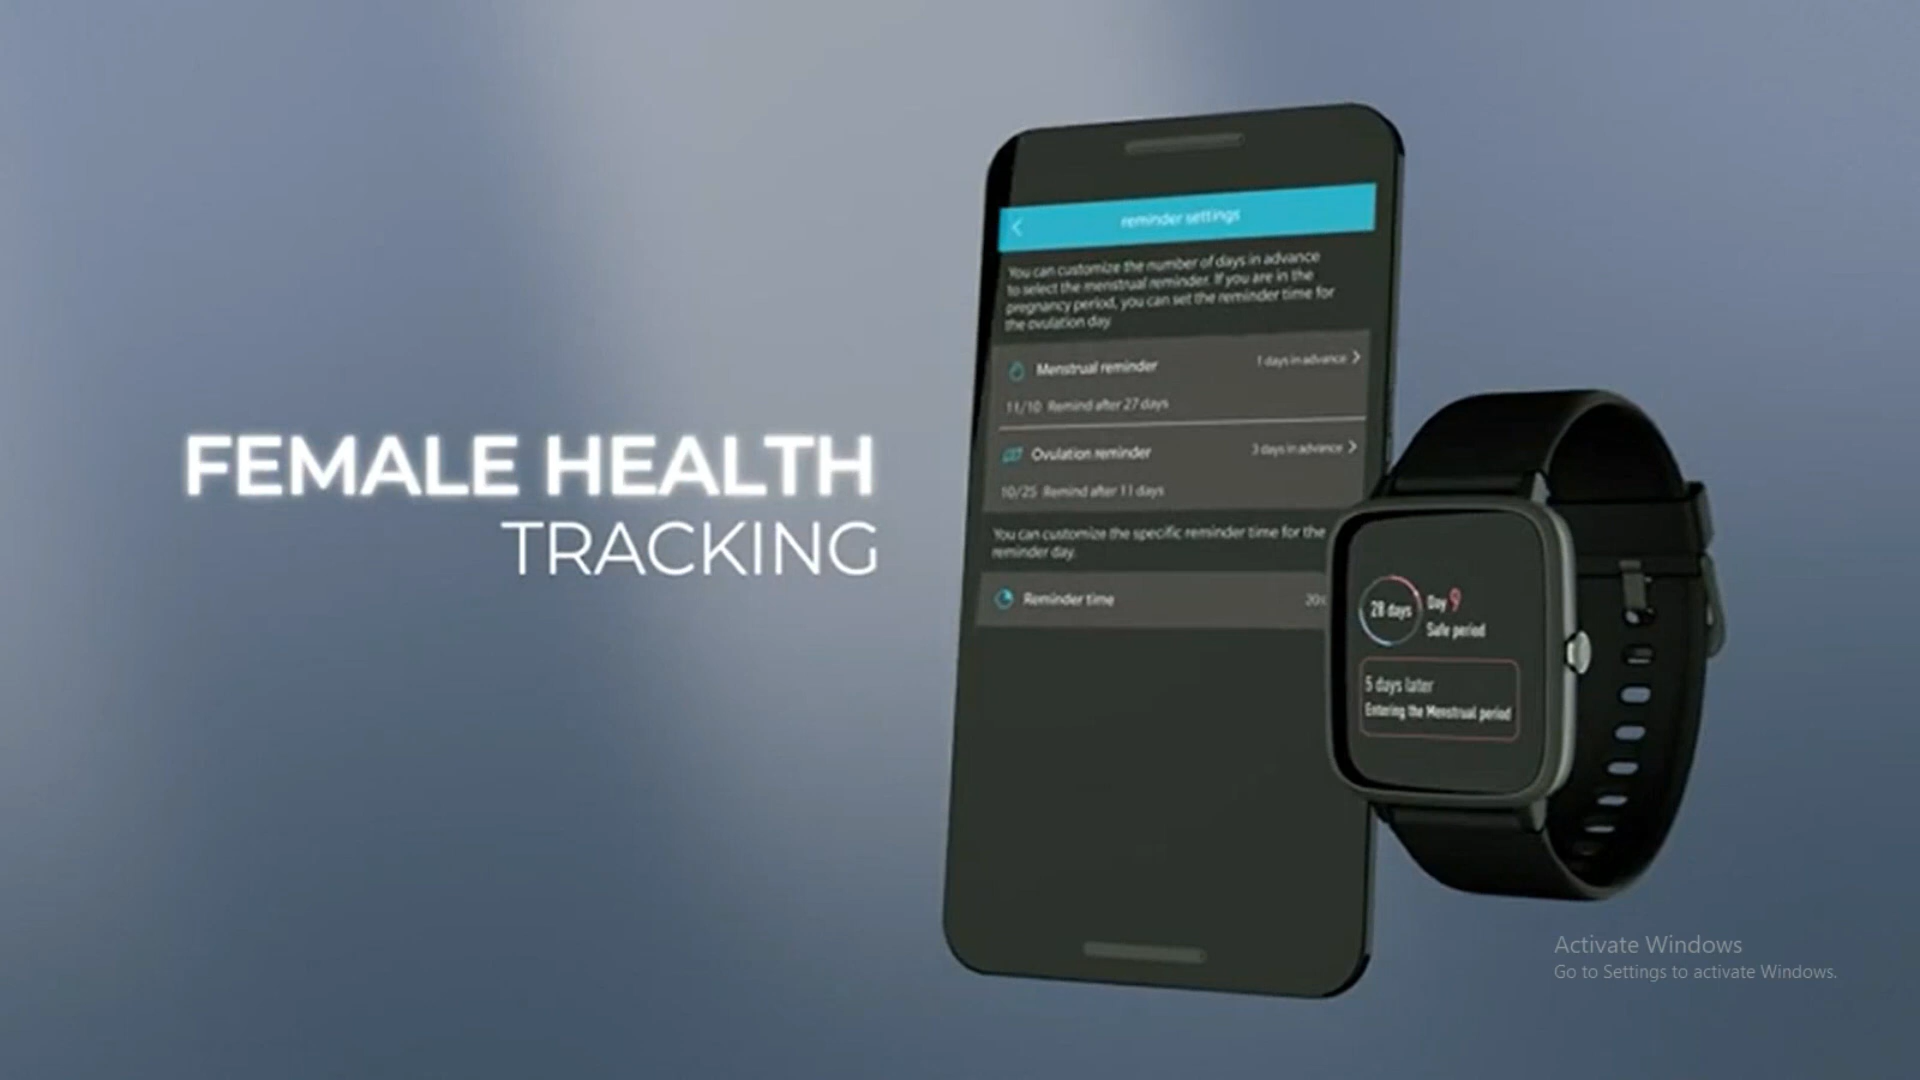 FEMALE HEALTH
TRACKING
reminder settings
You can customize the number of days in advance
to select the menstrual reminder. If you are in the
pregnancy period, you can set the reminder time for
the ovulation day.
Menstrual reminder
1 days in advance
11/10 Remind after 27 days
Ovulation reminder
3 days in advance
10/25 Remind after 11 days
You can customize the specific reminder time for the
reminder day.
Reminder time
28 days
Day 9
Safe period
5 days later
Entering the Menstrual period
Activate Windows
Go to Settings to activate Windows.